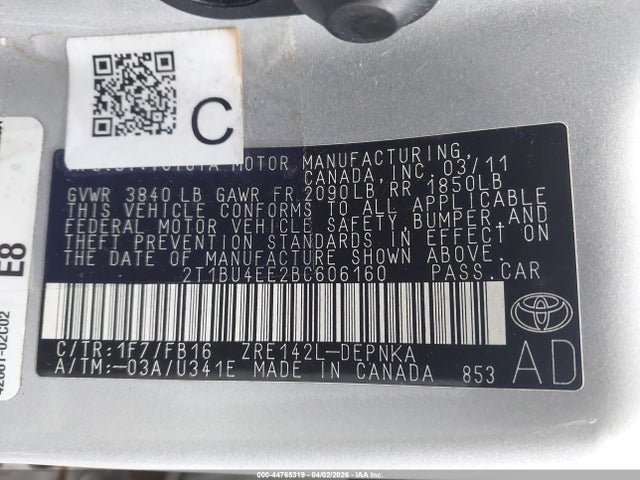 C
TOYOTA MOTOR MANUFACTURING,
CANADA, INC. 03/11
GVWR 3840 LB GAWR FR 2090LB RR 1850LB
THIS VEHICLE CONFORMS TO ALL APPLICABLE
FEDERAL MOTOR VEHICLE SAFETY, BUMPER, AND
THEFT PREVENTION STANDARDS IN EFFECT ON
THE DATE OF MANUFACTURE SHOWN ABOVE.
2T1BU4EE2BC606160 PASS.CAR
C/TR:1F7/FB16 ZRE142L-DEPNKA
A/TM:-03A/U341E MADE IN CANADA 853
AD
E8
000-44765319 - 04/02/2026 - PROPERTY OF IAA